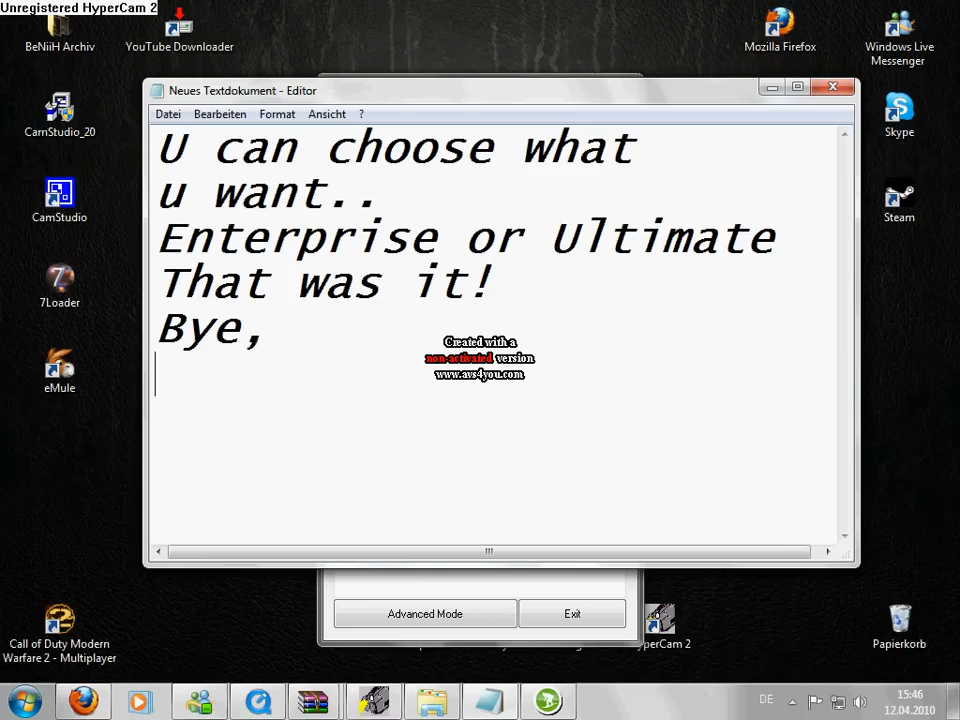 Unregistered HyperCam 2
BeNiiH Archiv
YouTube Downloader
Mozilla Firefox
Windows Live
Messenger
CamStudio_20
Skype
CamStudio
Steam
7Loader
eMule
Neues Textdokument - Editor
Datei Bearbeiten Format Ansicht ?
U can choose what
u want..
Enterprise or Ultimate
That was it!
Bye,
Created with a
non-activated version
www.avs4you.com
Advanced Mode
Exit
Call of Duty Modern
Warfare 2 - Multiplayer
perCam 2
Papierkorb
DE
15:46
12.04.2010